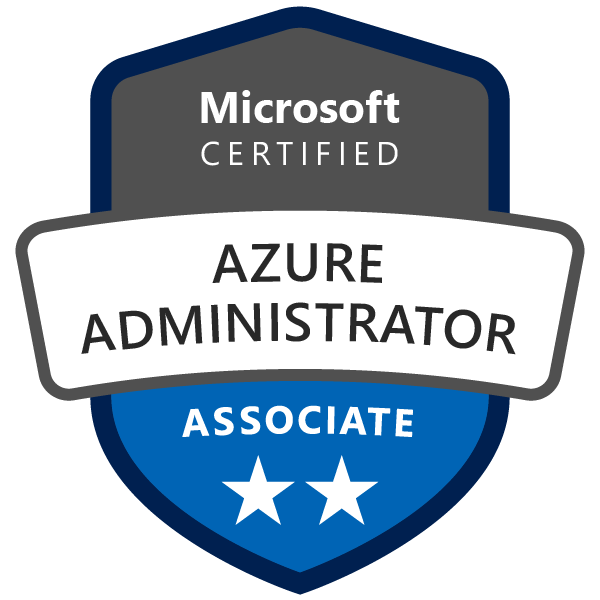 Microsoft
CERTIFIED
AZURE
ADMINISTRATOR
ASSOCIATE